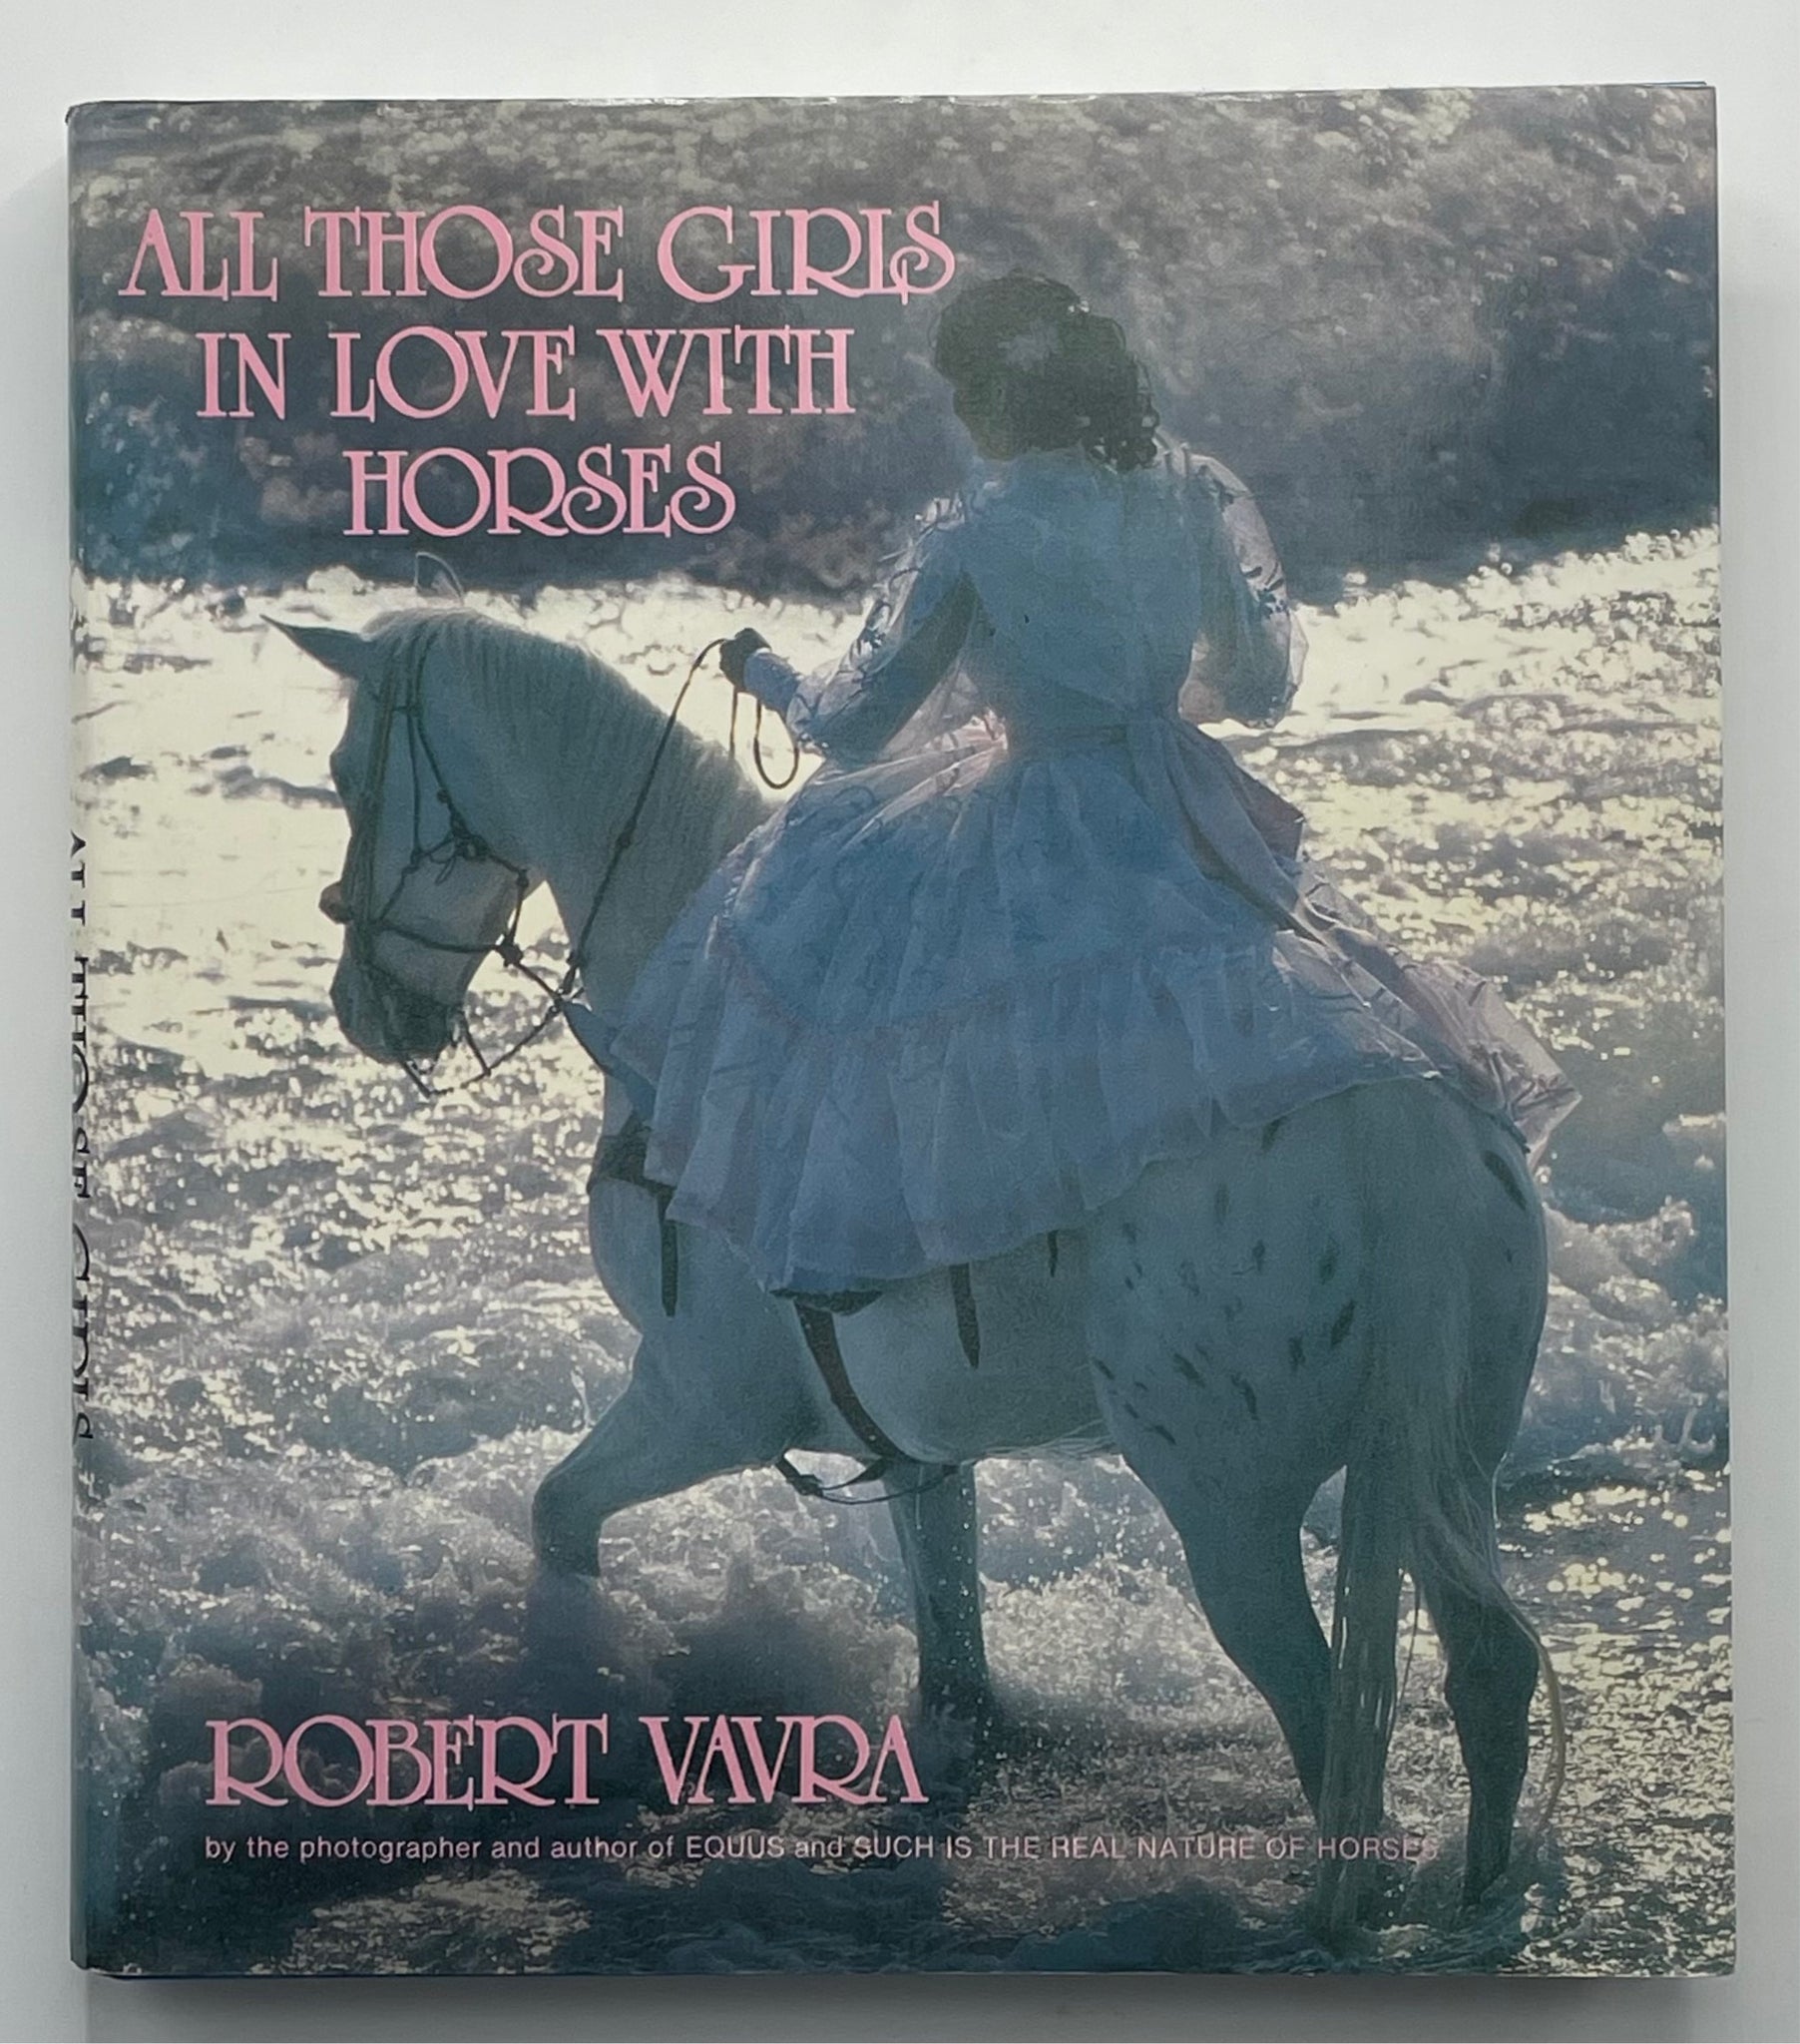 ALL THOSE GIRLS
IN LOVE WITH
HORSES
ROBERT VAVRA
by the photographer and author of EQUUS and SUCH IS THE REAL NATURE OF HORSES
ALL THOSE GIRLS